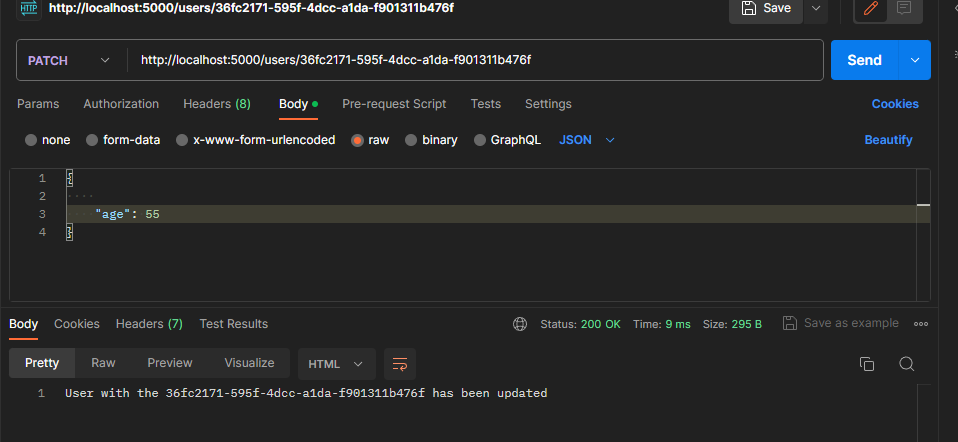 HTTP http://localhost:5000/users/36fc2171-595f-4dcc-a1da-f901311b476f Save
PATCH http://localhost:5000/users/36fc2171-595f-4dcc-a1da-f901311b476f Send
Params Authorization Headers (8) Body Pre-request Script Tests Settings Cookies
none form-data x-www-form-urlencoded raw binary GraphQL JSON Beautify
1 {
2
3 "age": 55
4 }
Body Cookies Headers (7) Test Results Status: 200 OK Time: 9 ms Size: 295 B Save as example
Pretty Raw Preview Visualize HTML
1 User with the 36fc2171-595f-4dcc-a1da-f901311b476f has been updated